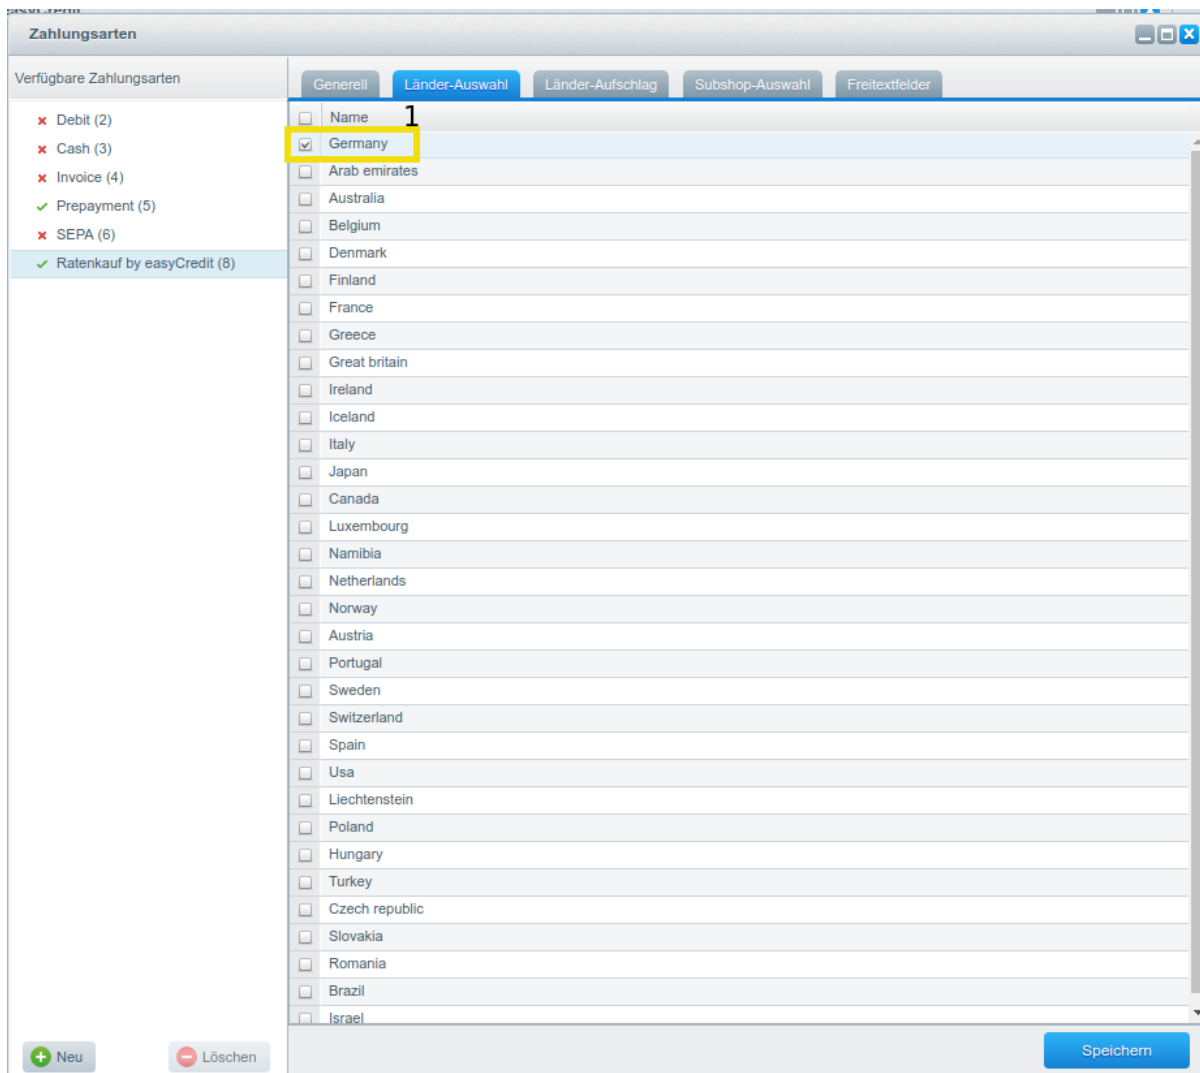 Zahlungsarten
Verfügbare Zahlungsarten
Debit (2)
Cash (3)
Invoice (4)
Prepayment (5)
SEPA (6)
Ratenkauf by easyCredit (8)
Neu
Löschen
Generell Länder-Auswahl Länder-Aufschlag Subshop-Auswahl Freitextfelder
Name 1
Germany
Arab emirates
Australia
Belgium
Denmark
Finland
France
Greece
Great britain
Ireland
Iceland
Italy
Japan
Canada
Luxembourg
Namibia
Netherlands
Norway
Austria
Portugal
Sweden
Switzerland
Spain
Usa
Liechtenstein
Poland
Hungary
Turkey
Czech republic
Slovakia
Romania
Brazil
Israel
Speichern